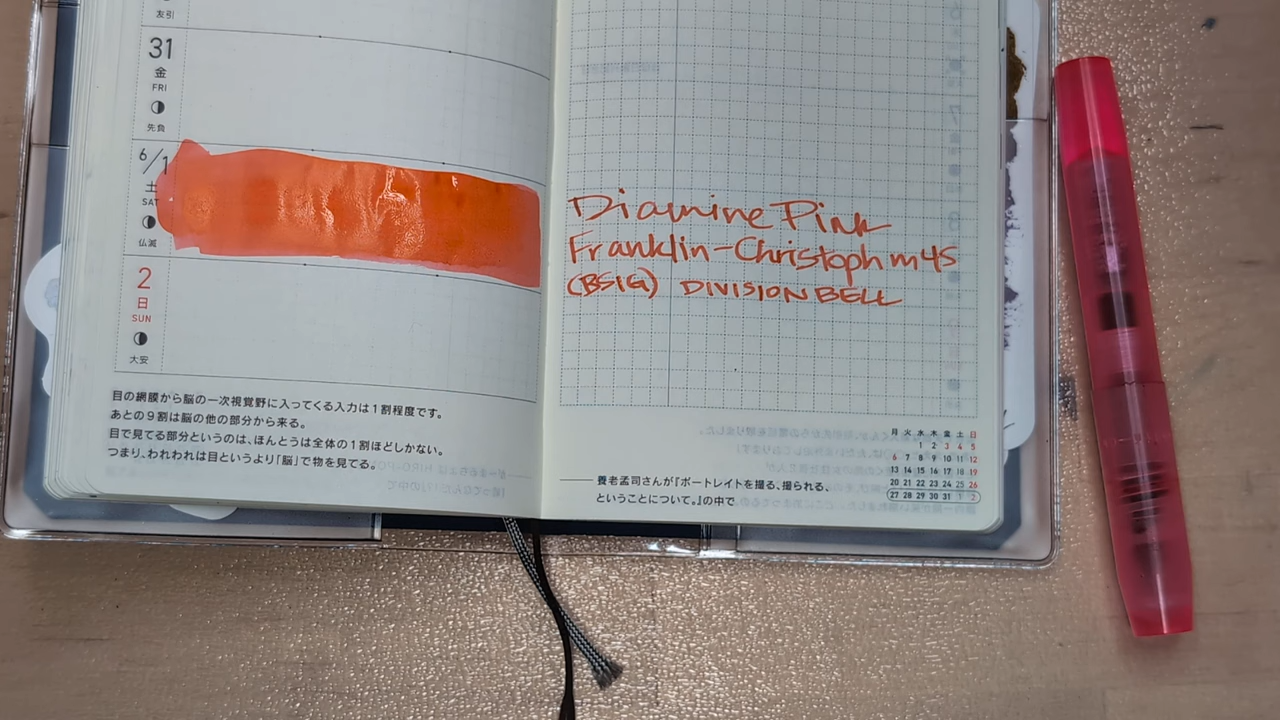 友引
31
金
FRI
先負
6/1
土
SAT
仏滅
2
日
SUN
大安
目の網膜から脳の一次視覚野に入ってくる入力は1割程度です。
あとの9割は脳の他の部分から来る。
目で見てる部分というのは、ほんとうは全体の1割ほどしかない。
つまり、われわれは目というより「脳」で物を見てる。
Diamine Pink
Franklin-Christoph m45
(BSIG) DIVISION BELL
養老孟司さんが『ポートレイトを撮る、撮られる、
ということについて。』の中で
月 火 水 木 金 土 日
1 2 3 4 5
6 7 8 9 10 11 12
13 14 15 16 17 18 19
20 21 22 23 24 25 26
27 28 29 30 31 1 2